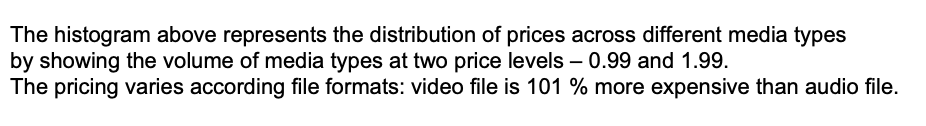 The histogram above represents the distribution of prices across different media types
by showing the volume of media types at two price levels – 0.99 and 1.99.
The pricing varies according file formats: video file is 101 % more expensive than audio file.